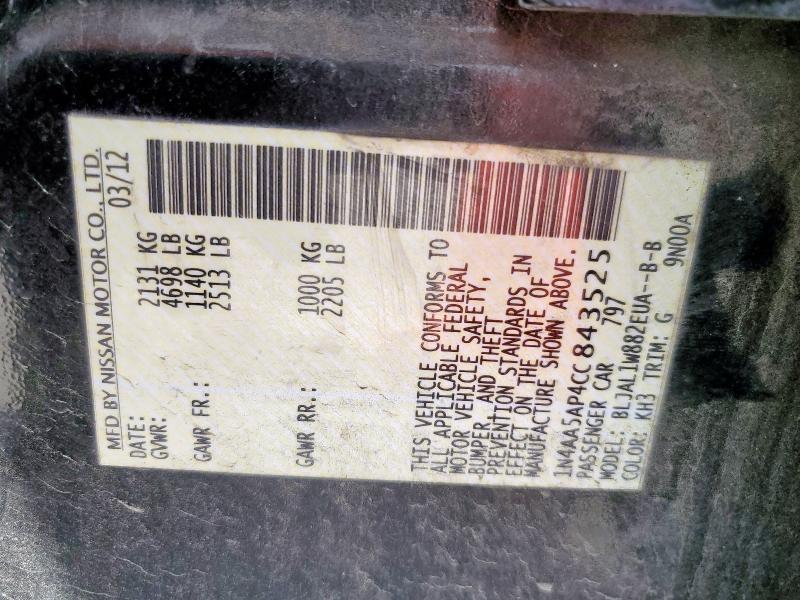 MFD BY NISSAN MOTOR CO., LTD.
DATE: 03/12
GVWR: 2131 KG
4698 LB
GAWR FR.: 1140 KG
2513 LB
GAWR RR.: 1000 KG
2205 LB
THIS VEHICLE CONFORMS TO
ALL APPLICABLE FEDERAL
MOTOR VEHICLE SAFETY,
BUMPER, AND THEFT
PREVENTION STANDARDS IN
EFFECT ON THE DATE OF
MANUFACTURE SHOWN ABOVE.
1N4AA5AP4CC843525
PASSENGER CAR 797
MODEL: BLJAL1W882EUA--B-B
COLOR: KH3 TRIM: G 9N00A